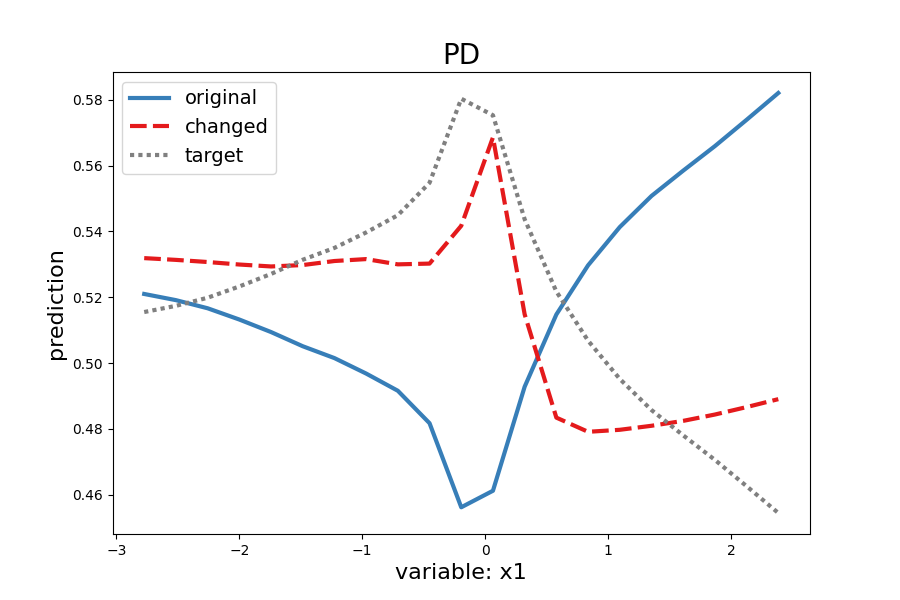 PD
original
changed
target
0.58
0.56
0.54
0.52
0.50
0.48
0.46
prediction
−3 −2 −1 0 1 2
variable: x1